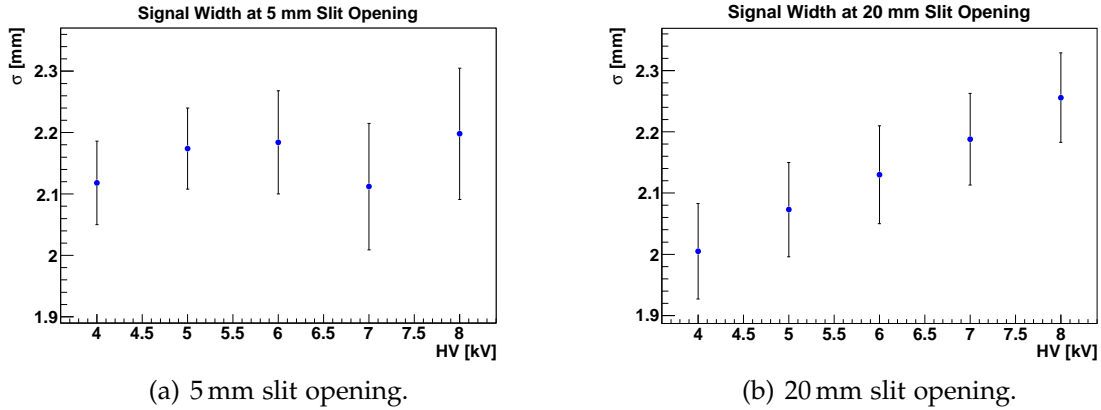 Signal Width at 5 mm Slit Opening
σ [mm]
2.3
2.2
2.1
2
1.9
4 4.5 5 5.5 6 6.5 7 7.5 8
HV [kV]
(a) 5 mm slit opening.
Signal Width at 20 mm Slit Opening
σ [mm]
2.3
2.2
2.1
2
1.9
4 4.5 5 5.5 6 6.5 7 7.5 8
HV [kV]
(b) 20 mm slit opening.